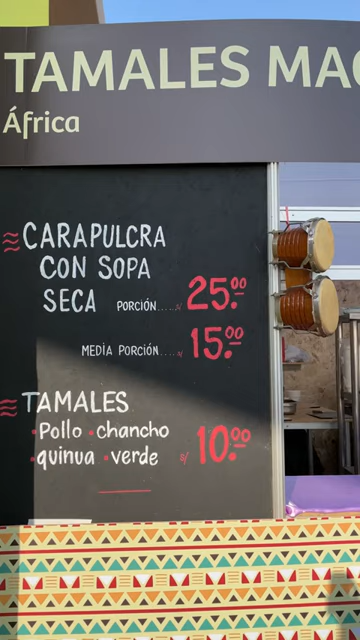 TAMALES
África
CARAPULCRA
CON SOPA
SECA PORCIÓN..... s/ 25.00
MEDIA PORCIÓN..... s/ 15.00
TAMALES
• Pollo • chancho
• quinua • verde s/ 10.00